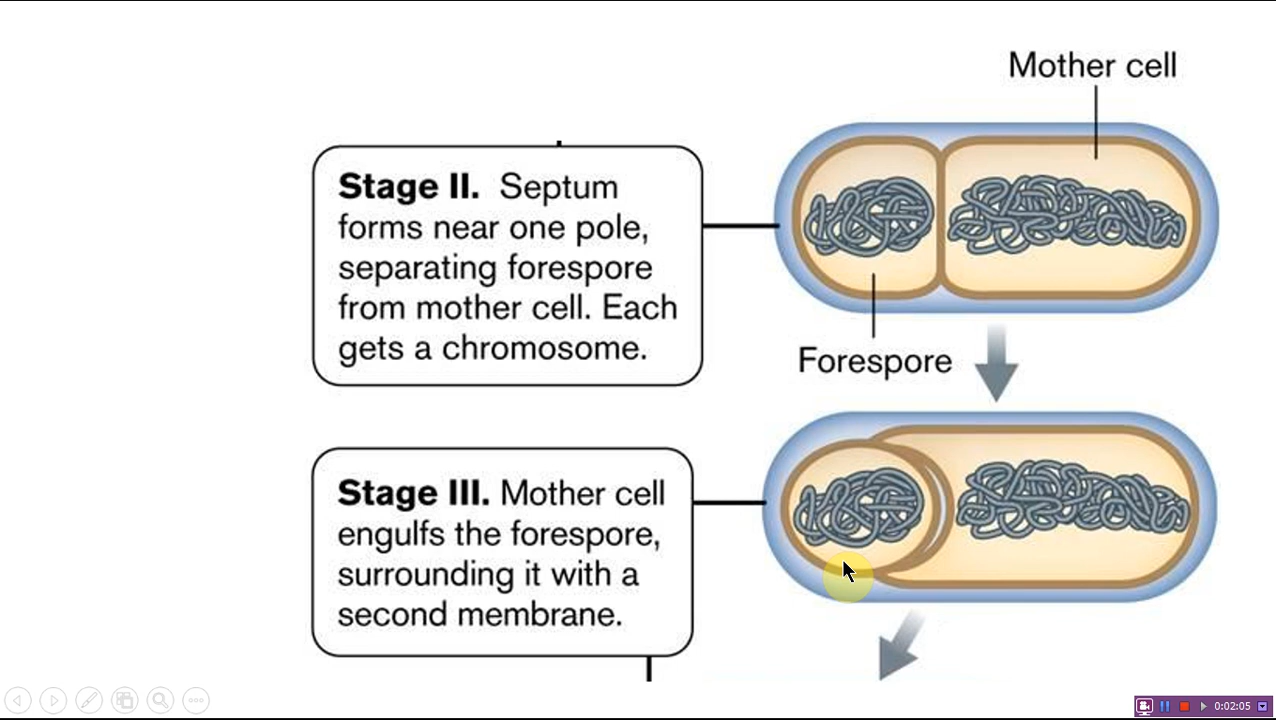 Mother cell
Stage II. Septum
forms near one pole,
separating forespore
from mother cell. Each
gets a chromosome.
Forespore
Stage III. Mother cell
engulfs the forespore,
surrounding it with a
second membrane.
0:02:05